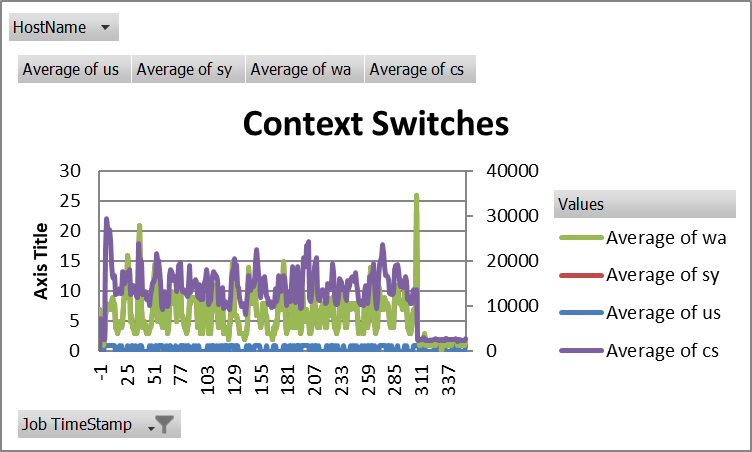 HostName
Average of us Average of sy Average of wa Average of cs
Context Switches
Axis Title
30
25
20
15
10
5
0
40000
30000
20000
10000
0
-1 25 51 77 103 129 155 181 207 233 259 285 311 337
Values
Average of wa
Average of sy
Average of us
Average of cs
Job TimeStamp